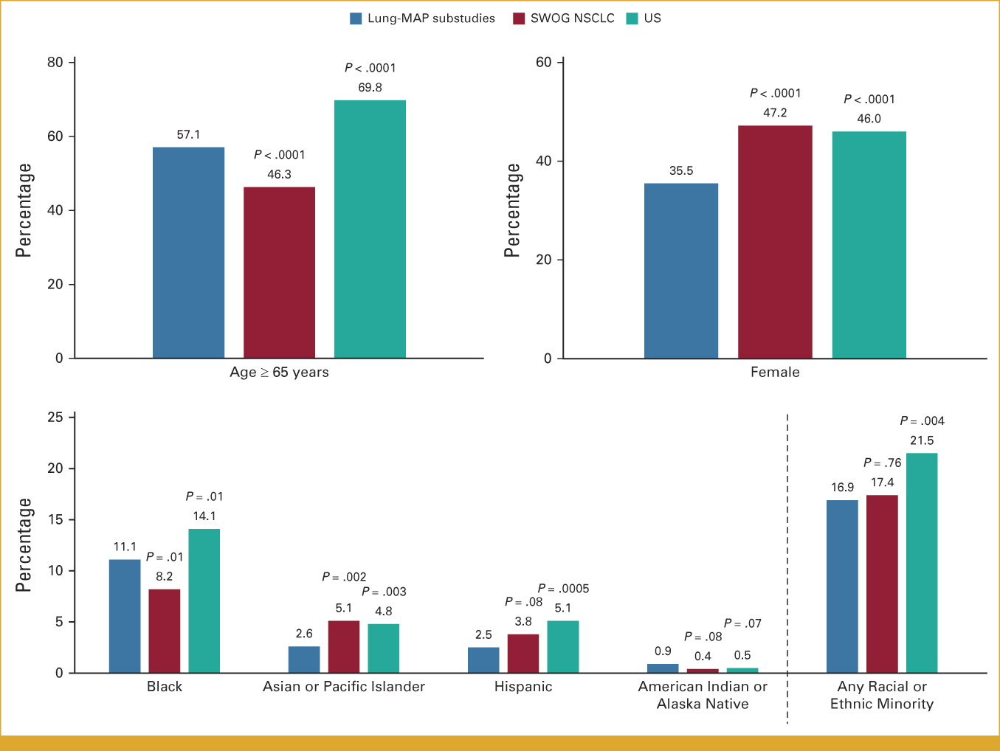 Lung-MAP substudies SWOG NSCLC US
Percentage
80
60
40
20
0
57.1
P < .0001
46.3
P < .0001
69.8
Age ≥ 65 years
Percentage
60
40
20
0
35.5
P < .0001
47.2
P < .0001
46.0
Female
Percentage
25
20
15
10
5
0
11.1
P = .01
8.2
P = .01
14.1
Black
2.6
P = .002
5.1
P = .003
4.8
Asian or Pacific Islander
2.5
P = .08
3.8
P = .0005
5.1
Hispanic
0.9
P = .08
0.4
P = .07
0.5
American Indian or
Alaska Native
16.9
P = .76
17.4
P = .004
21.5
Any Racial or
Ethnic Minority